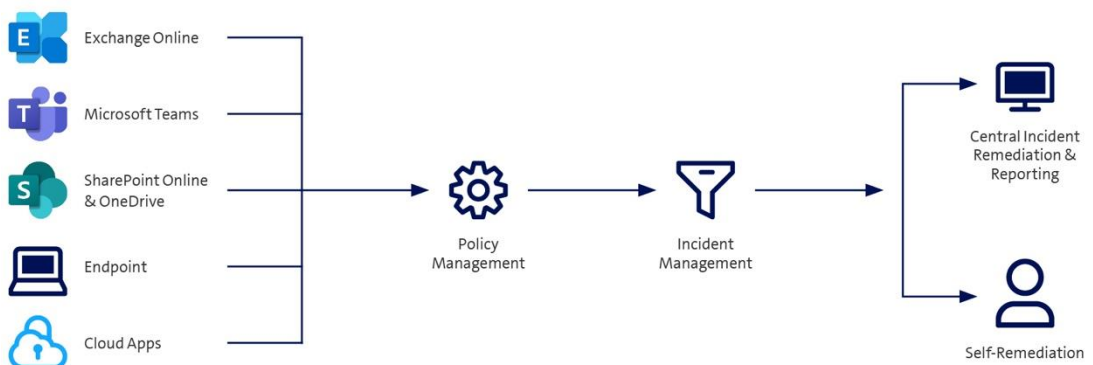 E
Exchange Online
T
Microsoft Teams
S
SharePoint Online
& OneDrive
Endpoint
Cloud Apps
Policy
Management
Incident
Management
Central Incident
Remediation &
Reporting
Self-Remediation